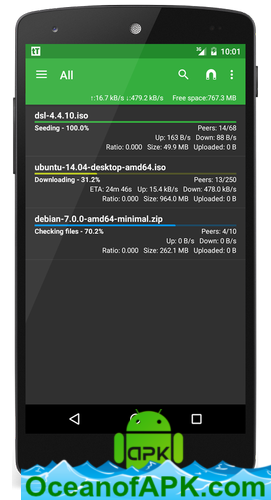 10:01
All
↑:16.7 kB/s ↓:479.2 kB/s Free space:767.3 MB
dsl-4.4.10.iso
Seeding - 100.0% Peers: 14/68
Up: 163 B/s Down: 88 B/s
Ratio: 0.000 Size: 49.9 MB Uploaded: 0 B
ubuntu-14.04-desktop-amd64.iso
Downloading - 31.2% Peers: 13/250
ETA: 24m 46s Up: 15.4 kB/s Down: 478.0 kB/s
Ratio: 0.000 Size: 964.0 MB Uploaded: 0 B
debian-7.0.0-amd64-minimal.zip
Checking files - 70.2% Peers: 4/10
Up: 0 B/s Down: 0 B/s
Ratio: 0.000 Size: 262.1 MB Uploaded: 0 B
APK
OceanofAPK.com